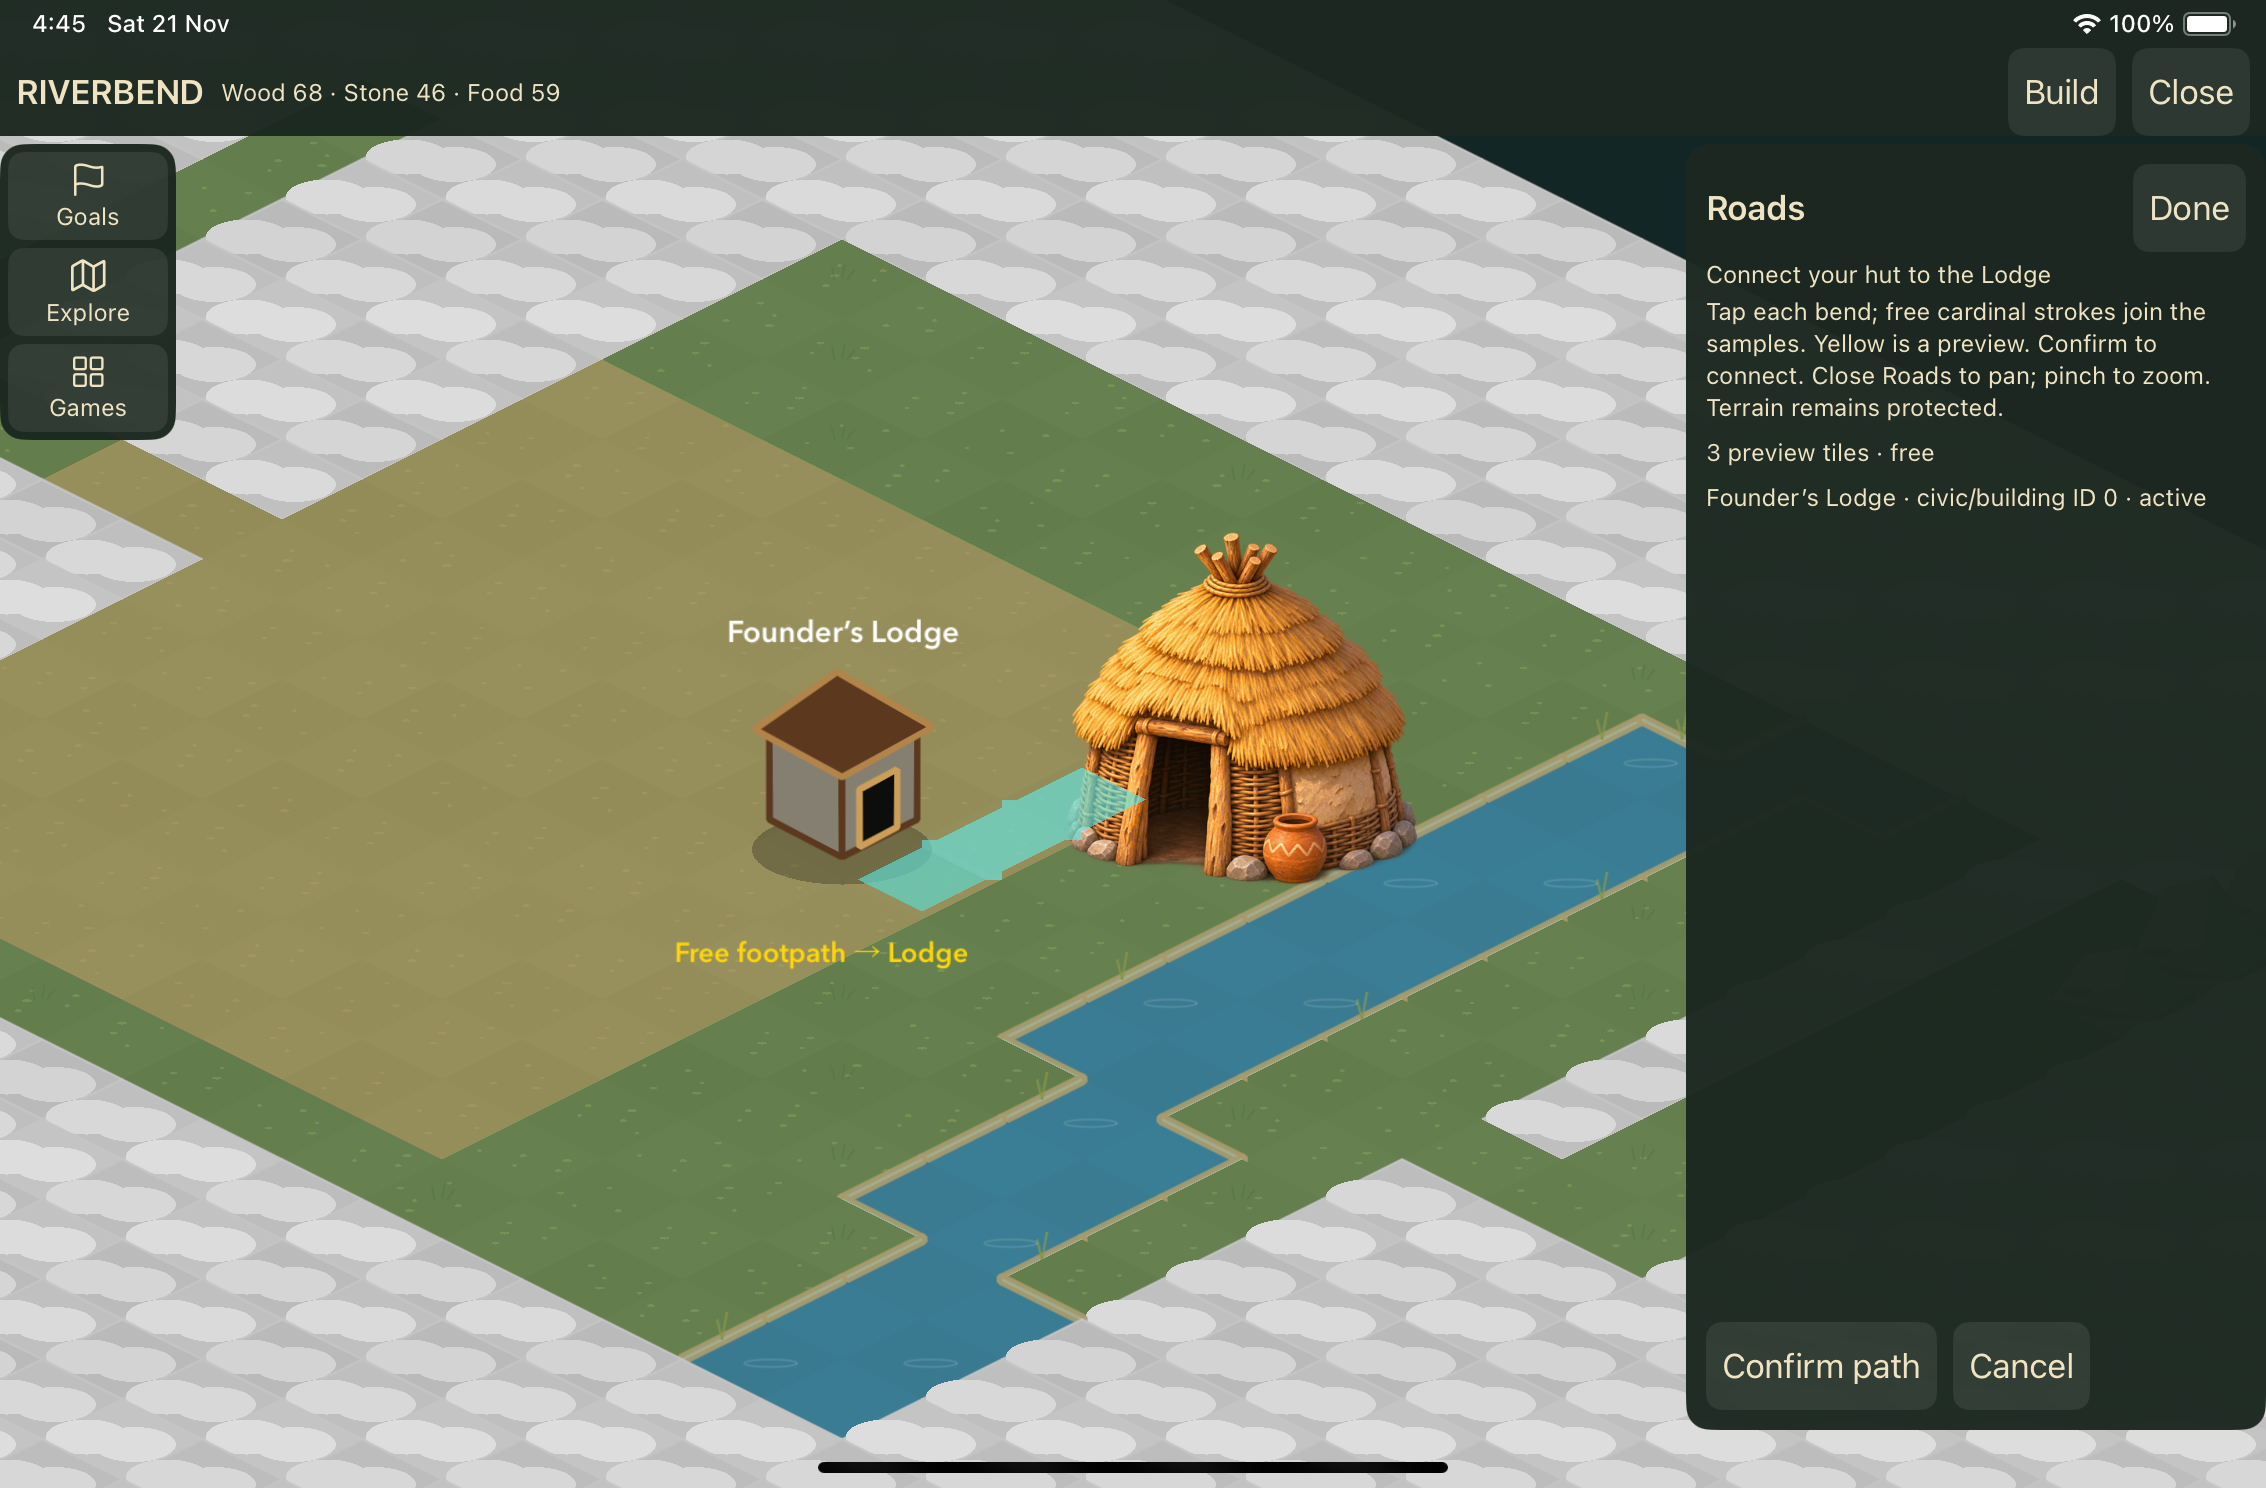 4:45 Sat 21 Nov
100%
RIVERBEND Wood 68 · Stone 46 · Food 59
Build
Close
Goals
Explore
Games
Roads
Done
Connect your hut to the Lodge
Tap each bend; free cardinal strokes join the
samples. Yellow is a preview. Confirm to
connect. Close Roads to pan; pinch to zoom.
Terrain remains protected.
3 preview tiles · free
Founder’s Lodge · civic/building ID 0 · active
Founder’s Lodge
Free footpath → Lodge
Confirm path
Cancel